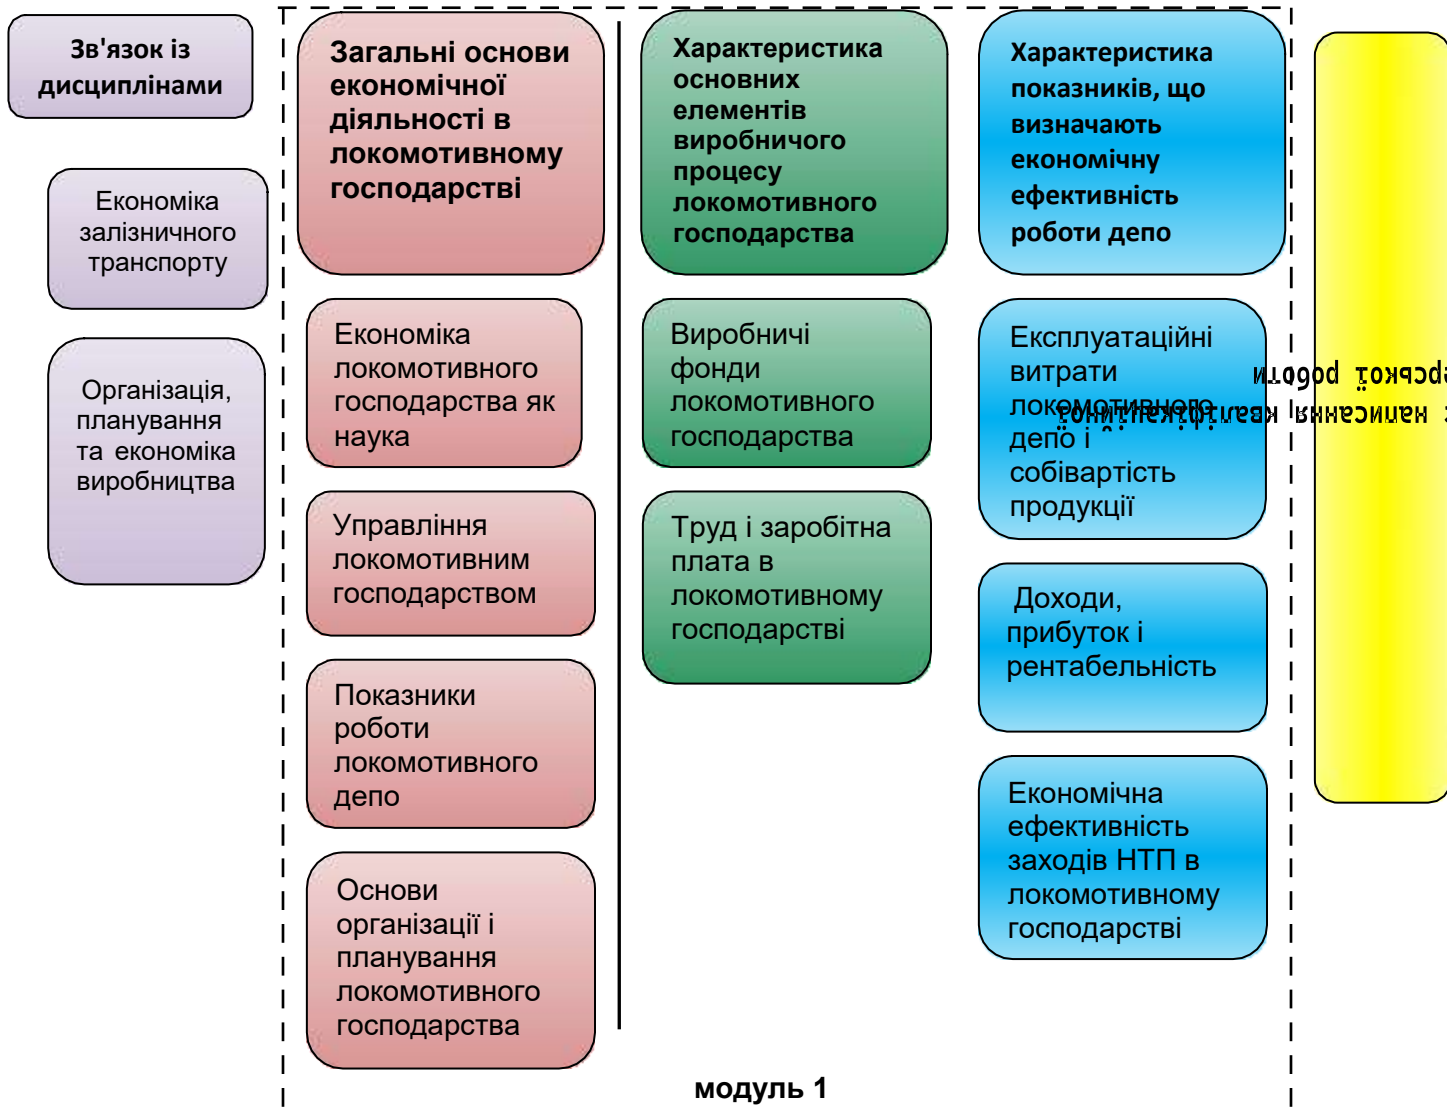 Зв'язок із
дисциплінами
Економіка
залізничного
транспорту
Організація,
планування
та економіка
виробництва
Загальні основи
економічної
діяльності в
локомотивному
господарстві
Економіка
локомотивного
господарства як
наука
Управління
локомотивним
господарством
Показники
роботи
локомотивного
депо
Основи
організації і
планування
локомотивного
господарства
Характеристика
основних
елементів
виробничого
процесу
локомотивного
господарства
Виробничі
фонди
локомотивного
господарства
Труд і заробітна
плата в
локомотивному
господарстві
Характеристика
показників, що
визначають
економічну
ефективність
роботи депо
Експлуатаційні
витрати
локомотивного
депо і
собівартість
продукції
Доходи,
прибуток і
рентабельність
Економічна
ефективність
заходів НТП в
локомотивному
господарстві
написання кваліфікаційної
роботи
модуль 1